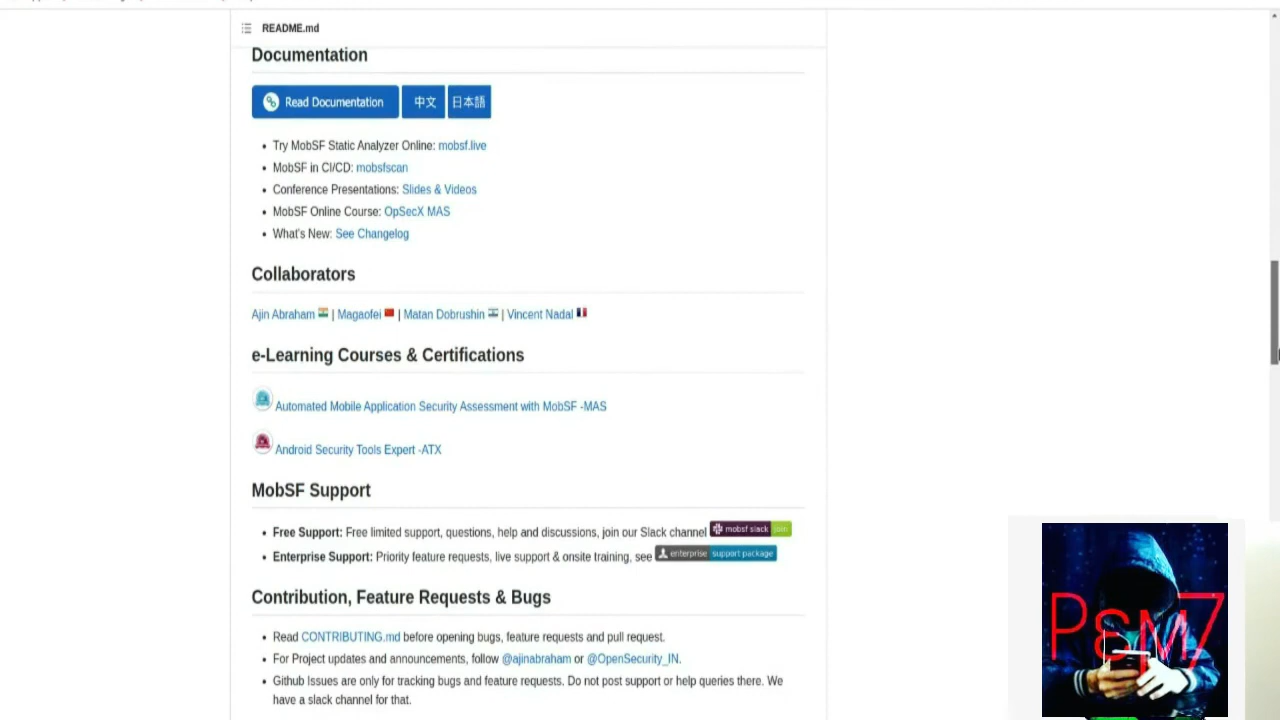 README.md
Documentation
Read Documentation 中文 日本語
Try MobSF Static Analyzer Online: mobsf.live
MobSF in CI/CD: mobsfscan
Conference Presentations: Slides & Videos
MobSF Online Course: OpSecX MAS
What's New: See Changelog
Collaborators
Ajin Abraham | Magaofei | Matan Dobrushin | Vincent Nadal
e-Learning Courses & Certifications
Automated Mobile Application Security Assessment with MobSF -MAS
Android Security Tools Expert -ATX
MobSF Support
Free Support: Free limited support, questions, help and discussions, join our Slack channel mobsf slack join
Enterprise Support: Priority feature requests, live support & onsite training, see enterprise support package
Contribution, Feature Requests & Bugs
Read CONTRIBUTING.md before opening bugs, feature requests and pull request.
For Project updates and announcements, follow @ajinabraham or @OpenSecurity_IN.
Github Issues are only for tracking bugs and feature requests. Do not post support or help queries there. We
have a slack channel for that.
PsM7